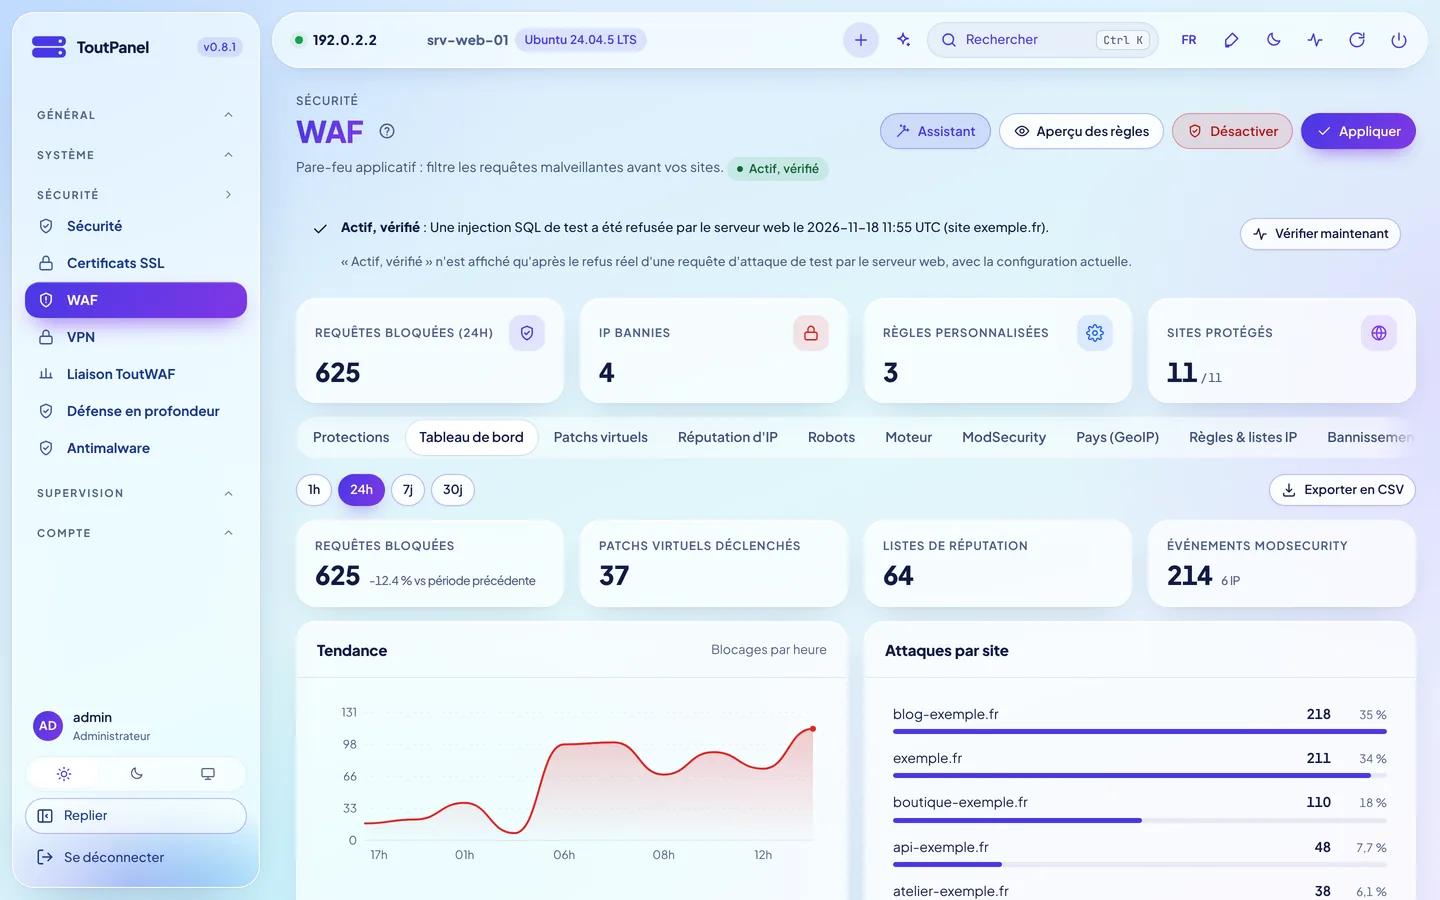 ToutPanel
v0.8.1
GÉNÉRAL
SYSTÈME
SÉCURITÉ
Sécurité
Certificats SSL
WAF
VPN
Liaison ToutWAF
Défense en profondeur
Antimalware
SUPERVISION
COMPTE
AD
admin
Administrateur
Replier
Se déconnecter
192.0.2.2
srv-web-01
Ubuntu 24.04.5 LTS
Rechercher
Ctrl K
FR
SÉCURITÉ
WAF
Assistant
Aperçu des règles
Désactiver
Appliquer
Pare-feu applicatif : filtre les requêtes malveillantes avant vos sites.
Actif, vérifié
Actif, vérifié : Une injection SQL de test a été refusée par le serveur web le 2026-11-18 11:55 UTC (site exemple.fr).
« Actif, vérifié » n'est affiché qu'après le refus réel d'une requête d'attaque de test par le serveur web, avec la configuration actuelle.
Vérifier maintenant
REQUÊTES BLOQUÉES (24H)
625
IP BANNIES
4
RÈGLES PERSONNALISÉES
3
SITES PROTÉGÉS
11 / 11
Protections
Tableau de bord
Patchs virtuels
Réputation d'IP
Robots
Moteur
ModSecurity
Pays (GeoIP)
Règles & listes IP
Bannissemen
1h
24h
7j
30j
Exporter en CSV
REQUÊTES BLOQUÉES
625 -12.4 % vs période précédente
PATCHS VIRTUELS DÉCLENCHÉS
37
LISTES DE RÉPUTATION
64
ÉVÉNEMENTS MODSECURITY
214 6 IP
Tendance
Blocages par heure
131
98
66
33
0
17h
01h
06h
08h
12h
Attaques par site
blog-exemple.fr 218 35 %
exemple.fr 211 34 %
boutique-exemple.fr 110 18 %
api-exemple.fr 48 7,7 %
atelier-exemple.fr 38 6,1 %